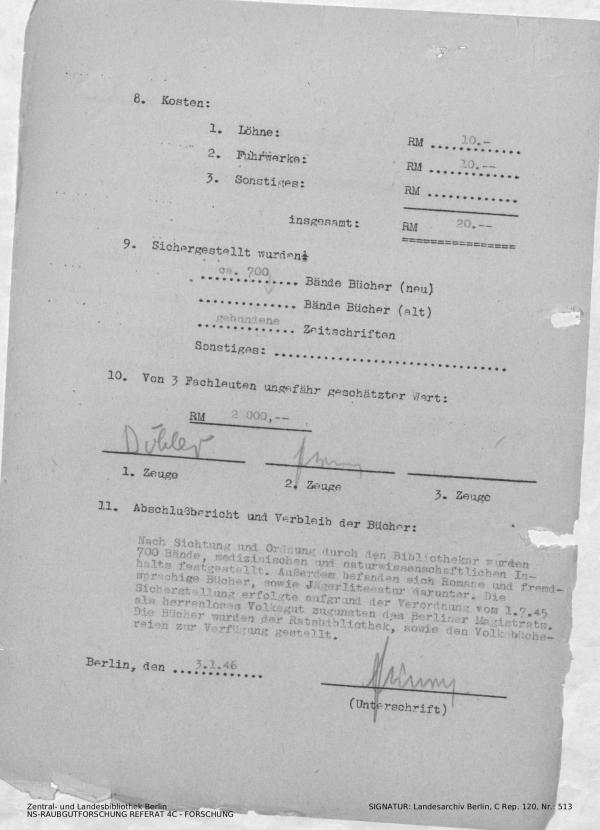 8. Kosten:
1. Löhne: RM 10.-
2. Fuhrwerke: RM 10.--
3. Sonstiges: RM ..............
insgesamt: RM 20.--
9. Sichergestellt wurden:
ca. 700 Bände Bücher (neu)
.............. Bände Bücher (alt)
gebundene Zeitschriften
Sonstiges: ..................................
10. Von 3 Fachleuten ungefähr geschätzter Wert:
RM 2 000,--
Döhler
1. Zeuge 2. Zeuge 3. Zeuge
11. Abschlußbericht und Verbleib der Bücher:
Nach Sichtung und Ordnung durch den Bibliothekar wurden
700 Bände, medizinischen und naturwissenschaftlichen In-
halts festgestellt. Außerdem befanden sich Romane und fremd-
sprachige Bücher, sowie Jägerliteratur darunter. Die
Sicherstellung erfolgte aufgrund der Verordnung vom 1.7.45
als herrenloses Volksgut zugunsten des Berliner Magistrats.
Die Bücher wurden der Ratsbibliothek, sowie den Volksbüche-
reien zur Verfügung gestellt.
Berlin, den 3.1.46
(Unterschrift)
Zentral- und Landesbibliothek Berlin
NS-RAUBGUTFORSCHUNG REFERAT 4C - FORSCHUNG
SIGNATUR: Landesarchiv Berlin, C Rep. 120, Nr.: 513